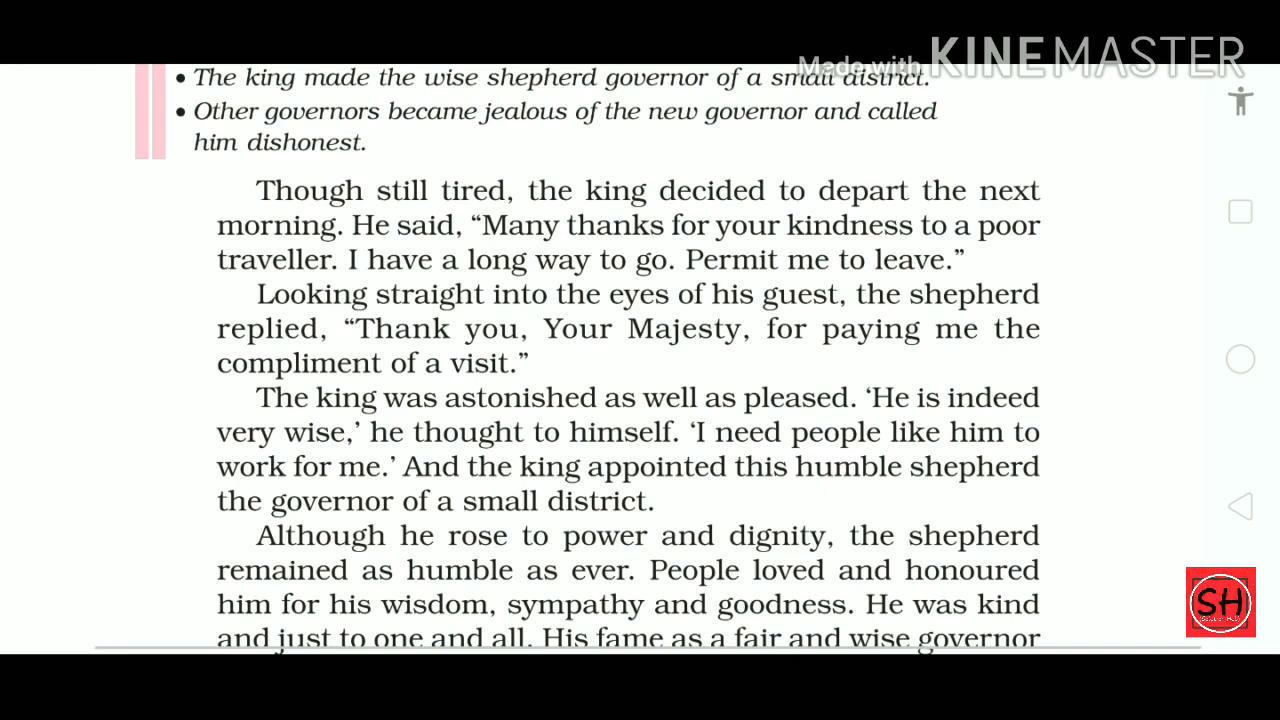 Made with KINEMASTER
• The king made the wise shepherd governor of a small district.
• Other governors became jealous of the new governor and called
him dishonest.
Though still tired, the king decided to depart the next
morning. He said, “Many thanks for your kindness to a poor
traveller. I have a long way to go. Permit me to leave.”
Looking straight into the eyes of his guest, the shepherd
replied, “Thank you, Your Majesty, for paying me the
compliment of a visit.”
The king was astonished as well as pleased. ‘He is indeed
very wise,’ he thought to himself. ‘I need people like him to
work for me.’ And the king appointed this humble shepherd
the governor of a small district.
Although he rose to power and dignity, the shepherd
remained as humble as ever. People loved and honoured
him for his wisdom, sympathy and goodness. He was kind
and just to one and all. His fame as a fair and wise governor
SH